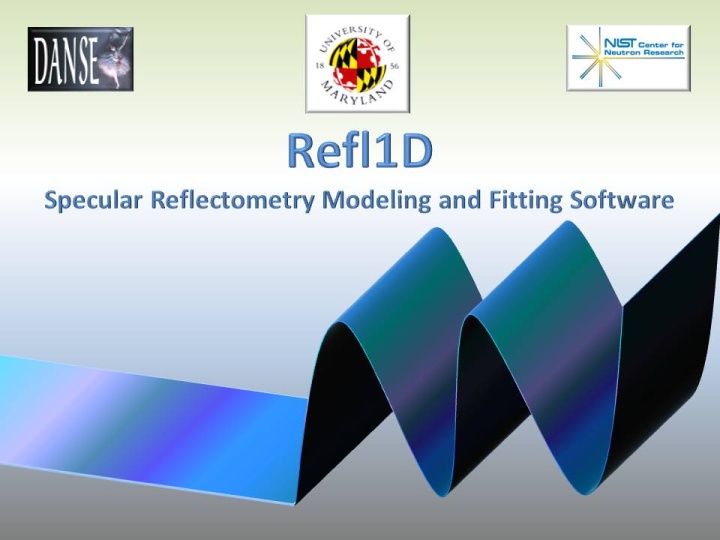 DANSE
UNIVERSITY OF
18 56
MARYLAND
NIST Center for
Neutron Research
Refl1D
Specular Reflectometry Modeling and Fitting Software